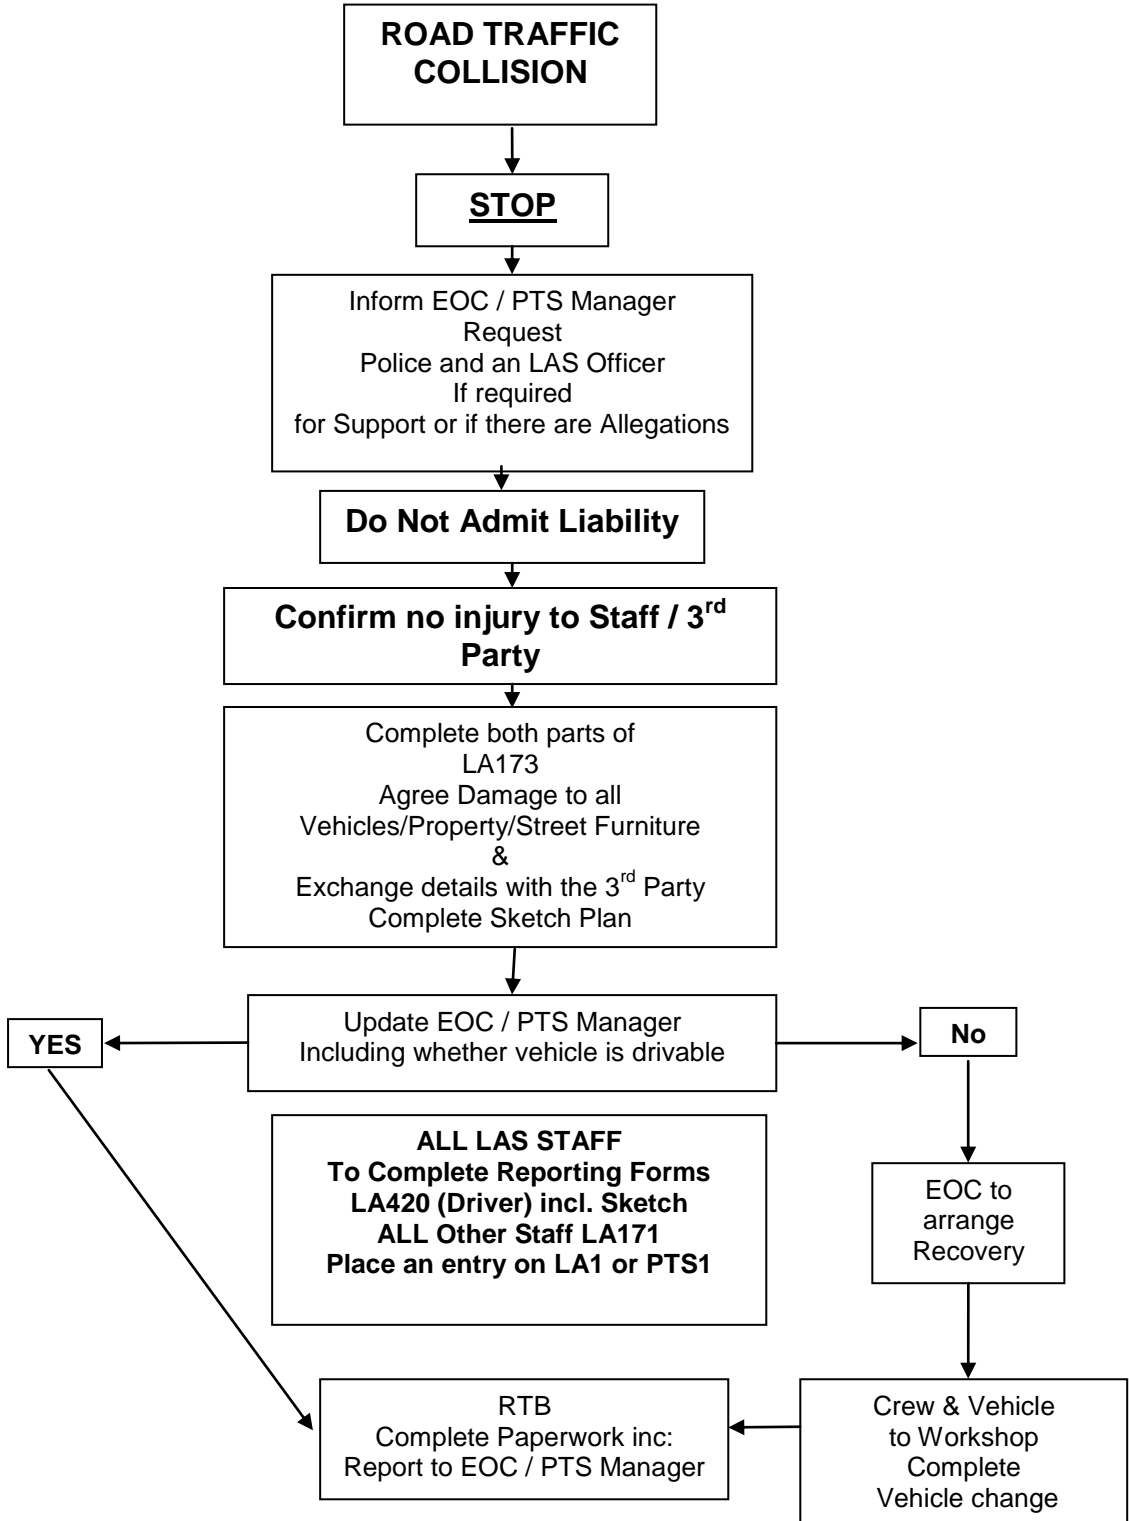 ROAD TRAFFIC
COLLISION
STOP
Inform EOC / PTS Manager
Request
Police and an LAS Officer
If required
for Support or if there are Allegations
Do Not Admit Liability
Confirm no injury to Staff / 3rd
Party
Complete both parts of
LA173
Agree Damage to all
Vehicles/Property/Street Furniture
&
Exchange details with the 3rd Party
Complete Sketch Plan
Update EOC / PTS Manager
Including whether vehicle is drivable
YES
No
ALL LAS STAFF
To Complete Reporting Forms
LA420 (Driver) incl. Sketch
ALL Other Staff LA171
Place an entry on LA1 or PTS1
EOC to
arrange
Recovery
RTB
Complete Paperwork inc:
Report to EOC / PTS Manager
Crew & Vehicle
to Workshop
Complete
Vehicle change